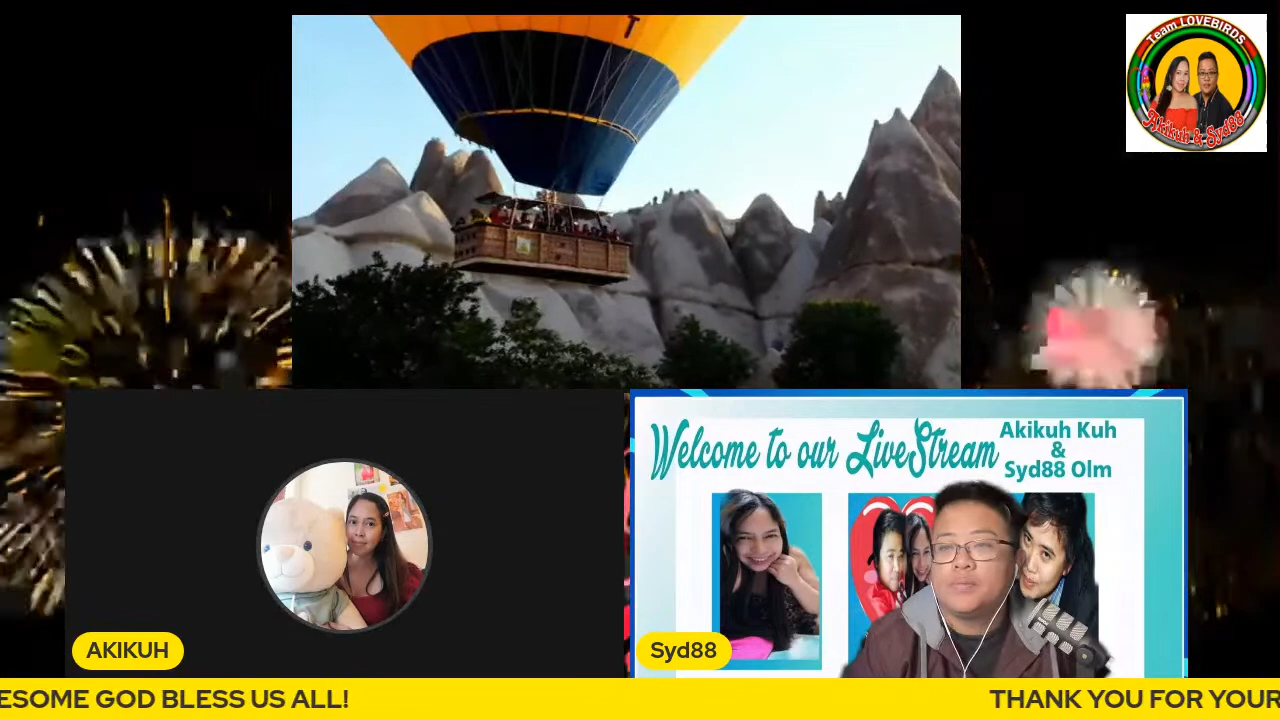 T
Team LOVEBIRDS
Akikuh & Syd88
Welcome to our LiveStream
Akikuh Kuh
&
Syd88 Olm
AKIKUH
Syd88
ESOME GOD BLESS US ALL!
THANK YOU FOR YOUR